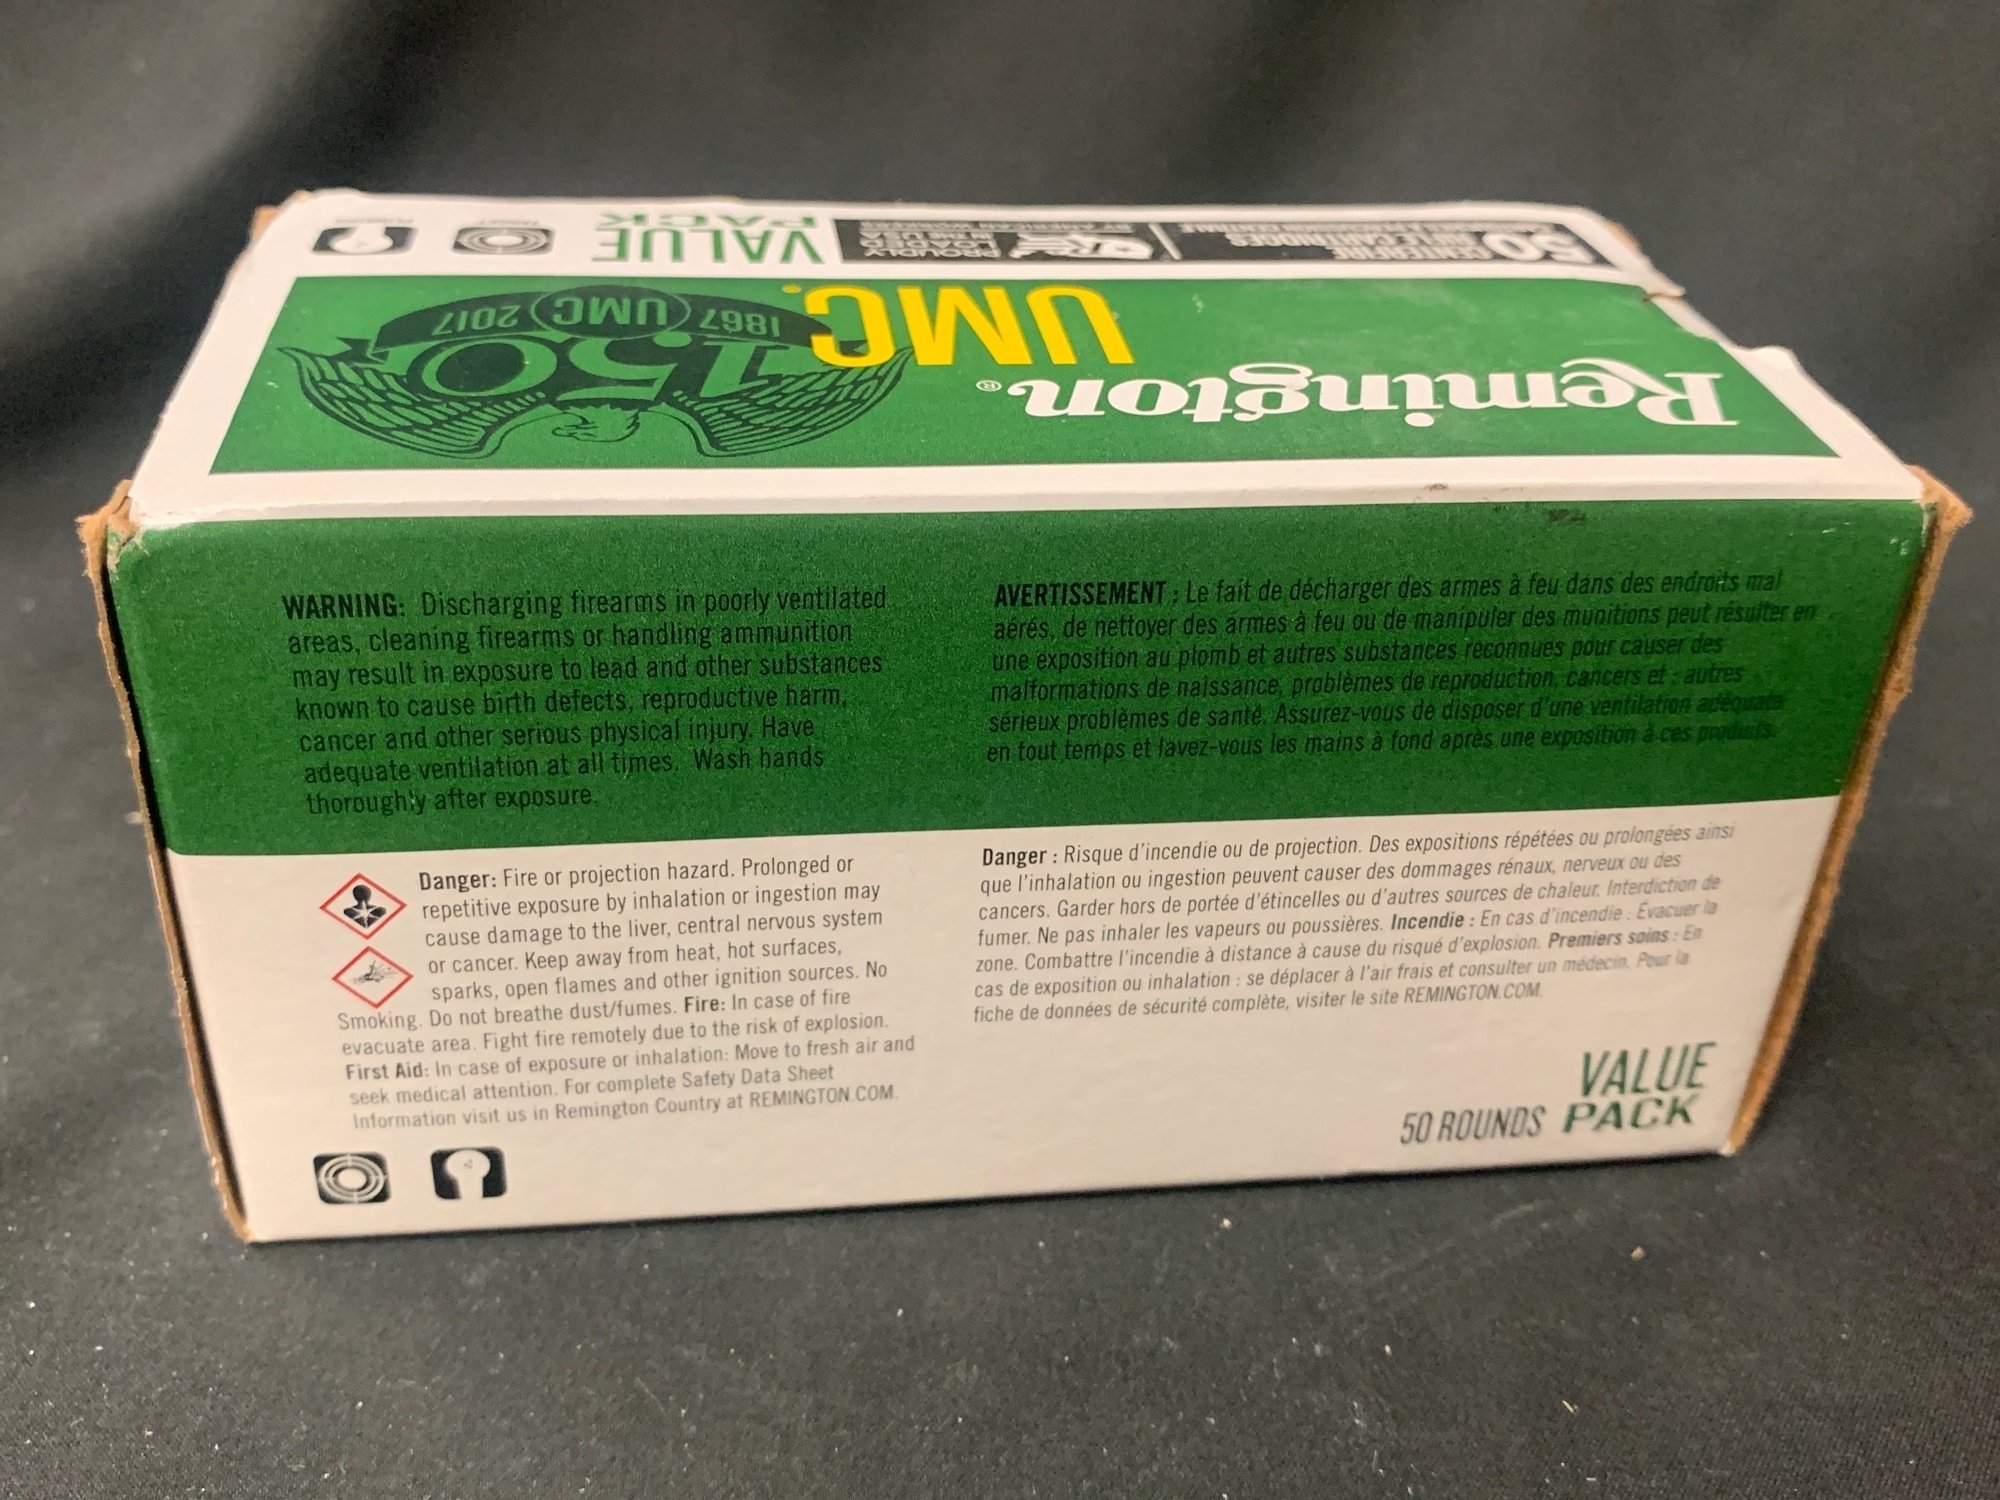 50 CENTERFIRE
RIFLE CARTRIDGES
PROUDLY
LOADED
IN THE USA
BY AMERICAN WORKERS
VALUE
PACK
Remington®
UMC®
150
1867 UMC 2017
WARNING: Discharging firearms in poorly ventilated
areas, cleaning firearms or handling ammunition
may result in exposure to lead and other substances
known to cause birth defects, reproductive harm,
cancer and other serious physical injury. Have
adequate ventilation at all times. Wash hands
thoroughly after exposure.
AVERTISSEMENT : Le fait de décharger des armes à feu dans des endroits mal
aérés, de nettoyer des armes à feu ou de manipuler des munitions peut résulter en
une exposition au plomb et autres substances reconnues pour causer des
malformations de naissance, problèmes de reproduction, cancers et : autres
sérieux problèmes de santé. Assurez-vous de disposer d'une ventilation adéquate
en tout temps et lavez-vous les mains à fond après une exposition à ces produits.
Danger: Fire or projection hazard. Prolonged or
repetitive exposure by inhalation or ingestion may
cause damage to the liver, central nervous system
or cancer. Keep away from heat, hot surfaces,
sparks, open flames and other ignition sources. No
Smoking. Do not breathe dust/fumes. Fire: In case of fire
evacuate area. Fight fire remotely due to the risk of explosion.
First Aid: In case of exposure or inhalation: Move to fresh air and
seek medical attention. For complete Safety Data Sheet
Information visit us in Remington Country at REMINGTON.COM.
Danger : Risque d'incendie ou de projection. Des expositions répétées ou prolongées ainsi
que l'inhalation ou ingestion peuvent causer des dommages rénaux, nerveux ou des
cancers. Garder hors de portée d'étincelles ou d'autres sources de chaleur. Interdiction de
fumer. Ne pas inhaler les vapeurs ou poussières. Incendie : En cas d'incendie : Évacuer la
zone. Combattre l'incendie à distance à cause du risqué d'explosion. Premiers soins : En
cas de exposition ou inhalation : se déplacer à l'air frais et consulter un médecin. Pour la
fiche de données de sécurité complète, visiter le site REMINGTON.COM.
50 ROUNDS VALUE
PACK